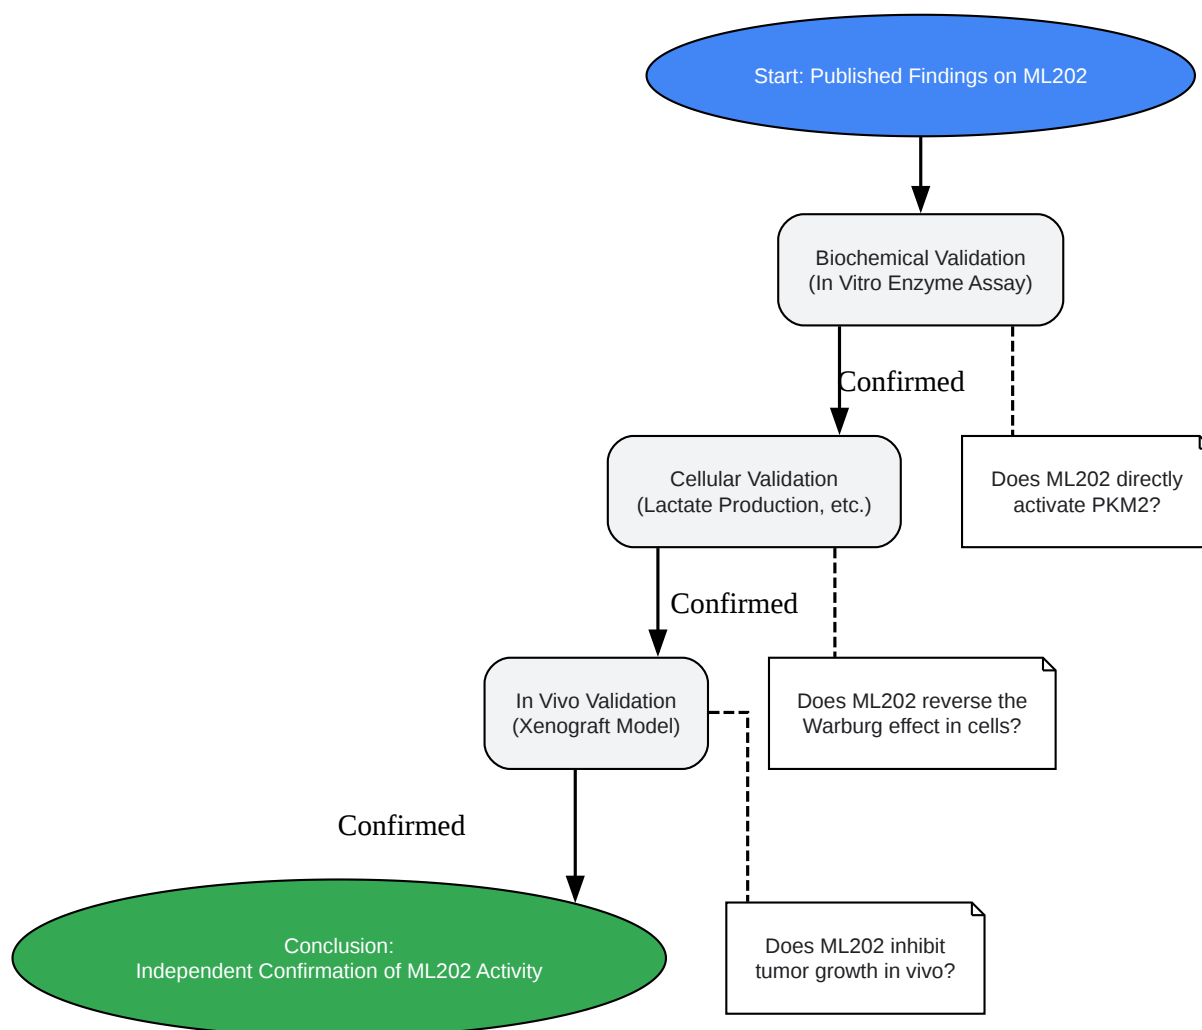 Start: Published Findings on ML202
Biochemical Validation
(In Vitro Enzyme Assay)
Confirmed
Cellular Validation
(Lactate Production, etc.)
Does ML202 directly
activate PKM2?
Confirmed
In Vivo Validation
(Xenograft Model)
Does ML202 reverse the
Warburg effect in cells?
Confirmed
Conclusion:
Independent Confirmation of ML202 Activity
Does ML202 inhibit
tumor growth in vivo?